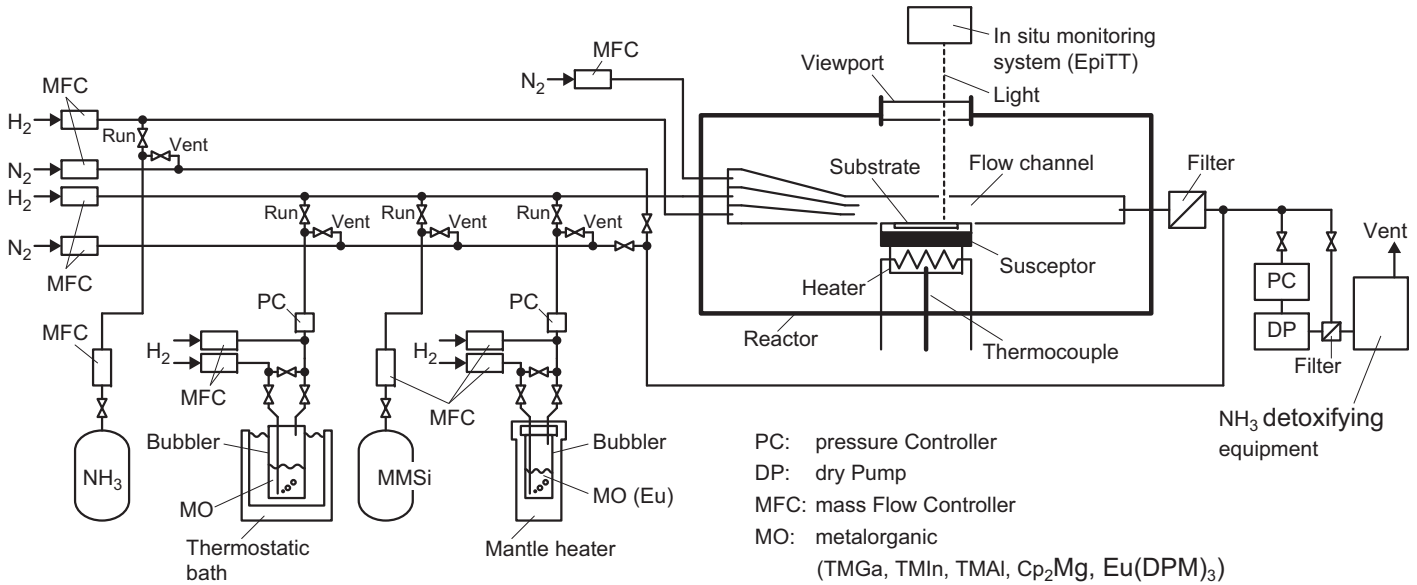 In situ monitoring
system (EpiTT)
MFC
Viewport
N2
Light
MFC
H2
Run
Vent
N2
H2
Substrate
Flow channel
Filter
Run
Vent
Run
Vent
Run
Vent
N2
MFC
Heater
Susceptor
Vent
PC
PC
PC
MFC
H2
H2
Reactor
Thermocouple
DP
Filter
MFC
MFC
NH3 detoxifying
equipment
Bubbler
Bubbler
NH3
MMSi
MO
MO (Eu)
Thermostatic
bath
Mantle heater
PC: pressure Controller
DP: dry Pump
MFC: mass Flow Controller
MO: metalorganic
(TMGa, TMIn, TMAl, Cp2Mg, Eu(DPM)3)